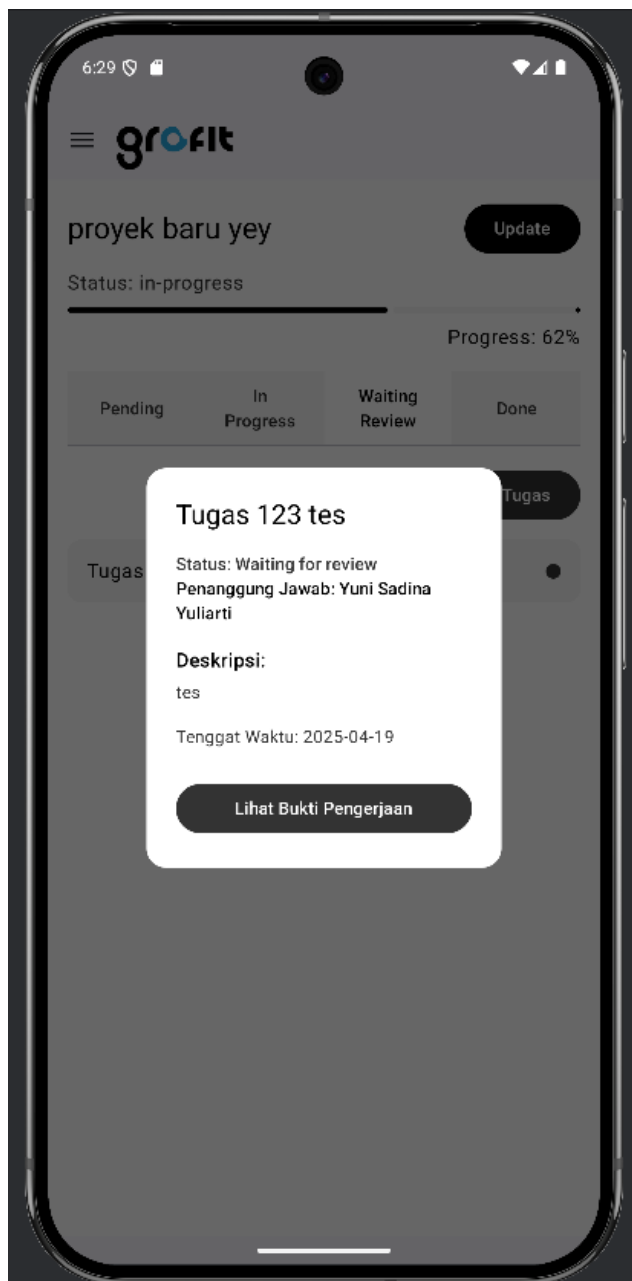 6:29
grofit
proyek baru yey
Update
Status: in-progress
Progress: 62%
Pending
In
Progress
Waiting
Review
Done
Tugas
Tugas
Tugas 123 tes
Status: Waiting for review
Penanggung Jawab: Yuni Sadina
Yuliarti
Deskripsi:
tes
Tenggat Waktu: 2025-04-19
Lihat Bukti Pengerjaan